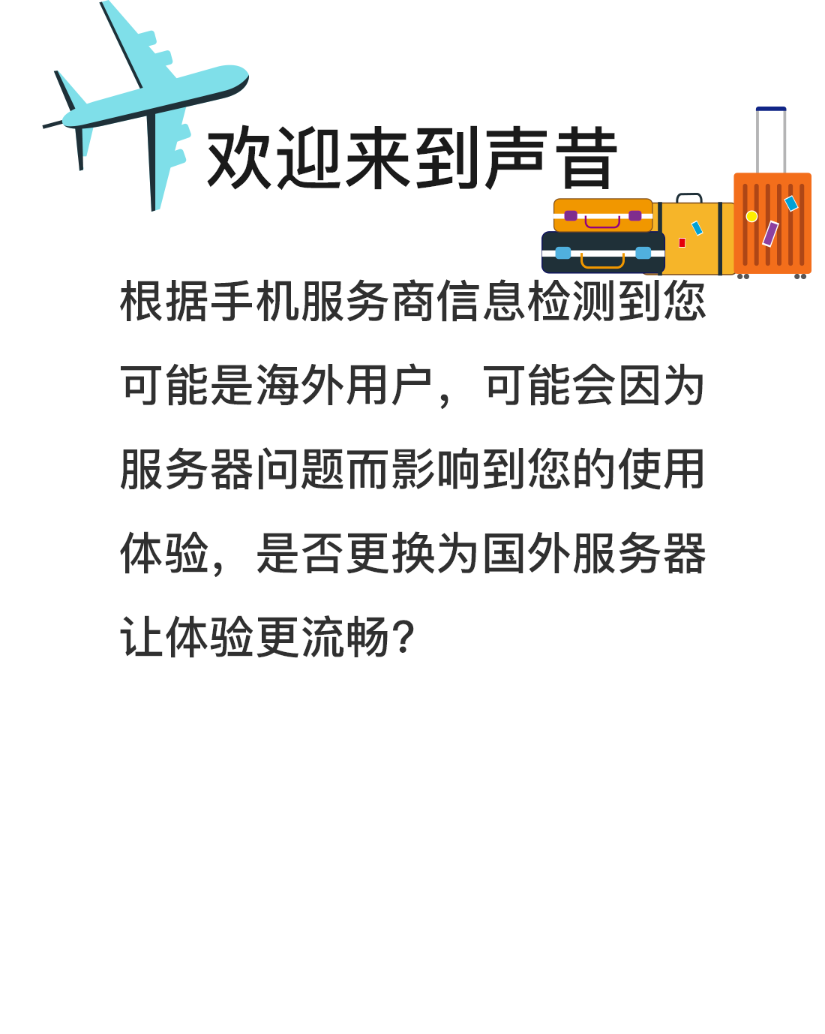 欢迎来到声昔
根据手机服务商信息检测到您
可能是海外用户，可能会因为
服务器问题而影响到您的使用
体验，是否更换为国外服务器
让体验更流畅？